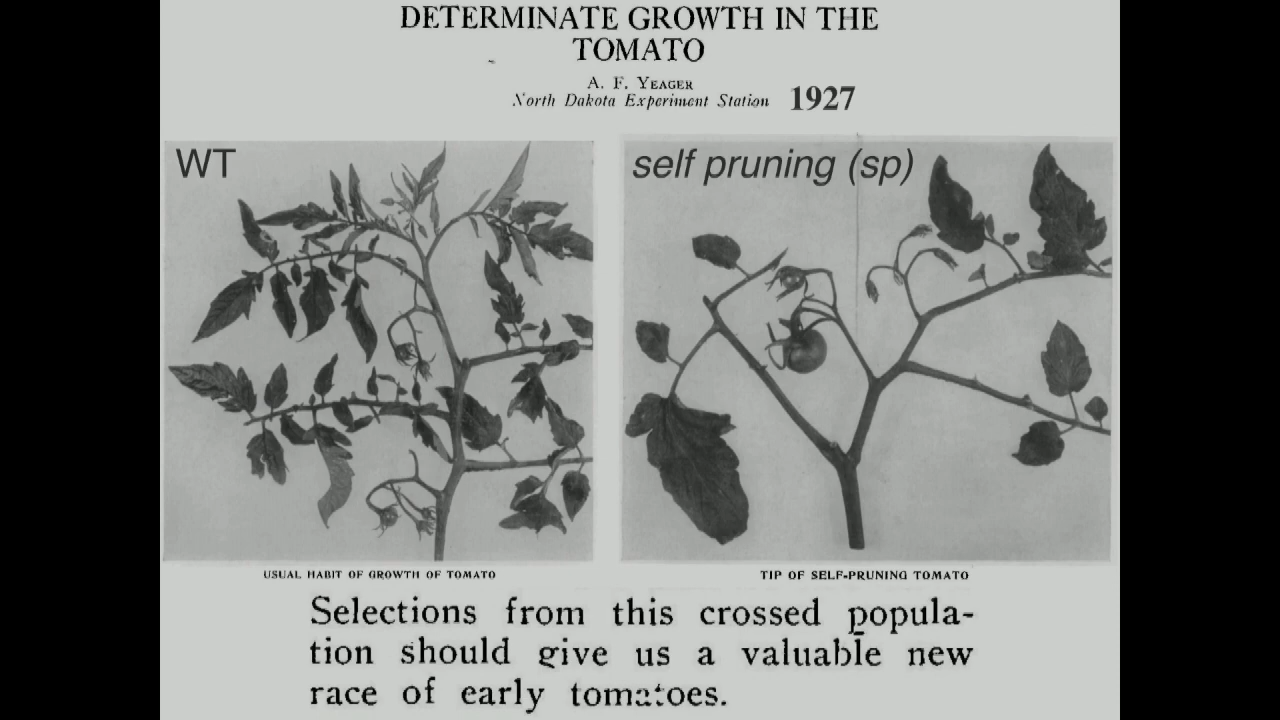 DETERMINATE GROWTH IN THE
TOMATO
A. F. YEAGER
North Dakota Experiment Station 1927
WT
self pruning (sp)
USUAL HABIT OF GROWTH OF TOMATO
TIP OF SELF-PRUNING TOMATO
Selections from this crossed popula-
tion should give us a valuable new
race of early tomatoes.